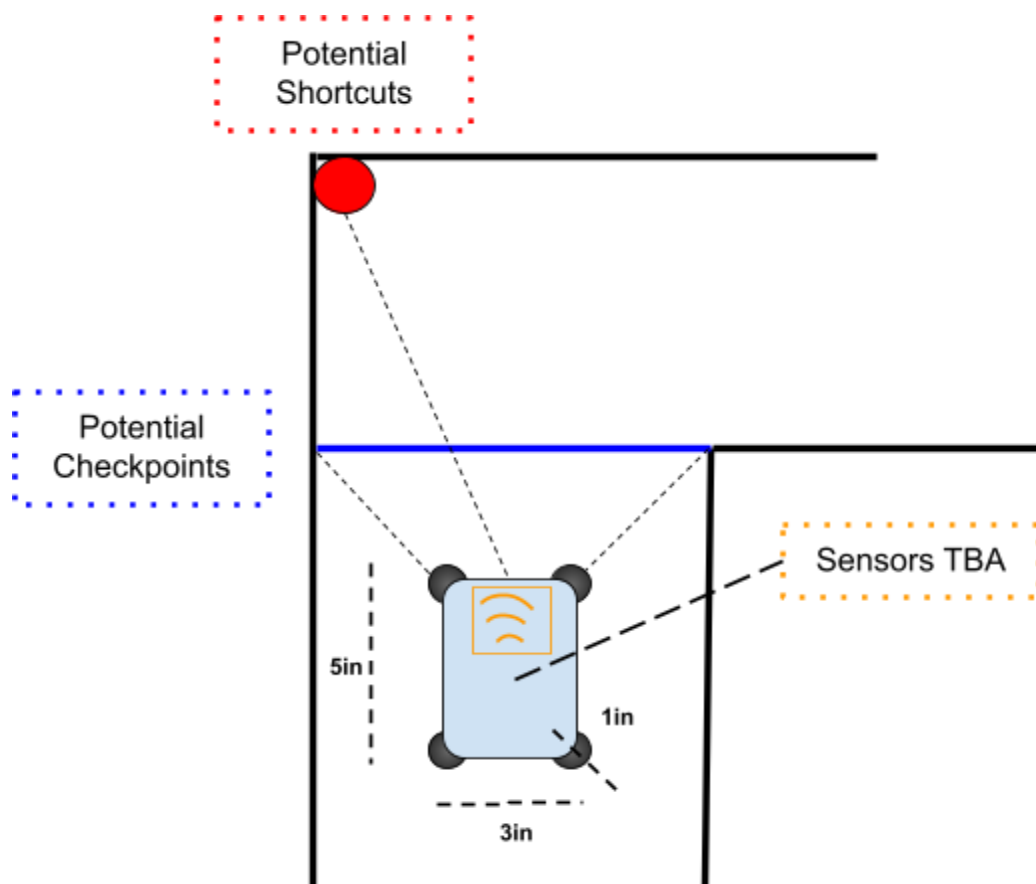 Potential
Shortcuts
Potential
Checkpoints
Sensors TBA
5in
1in
3in